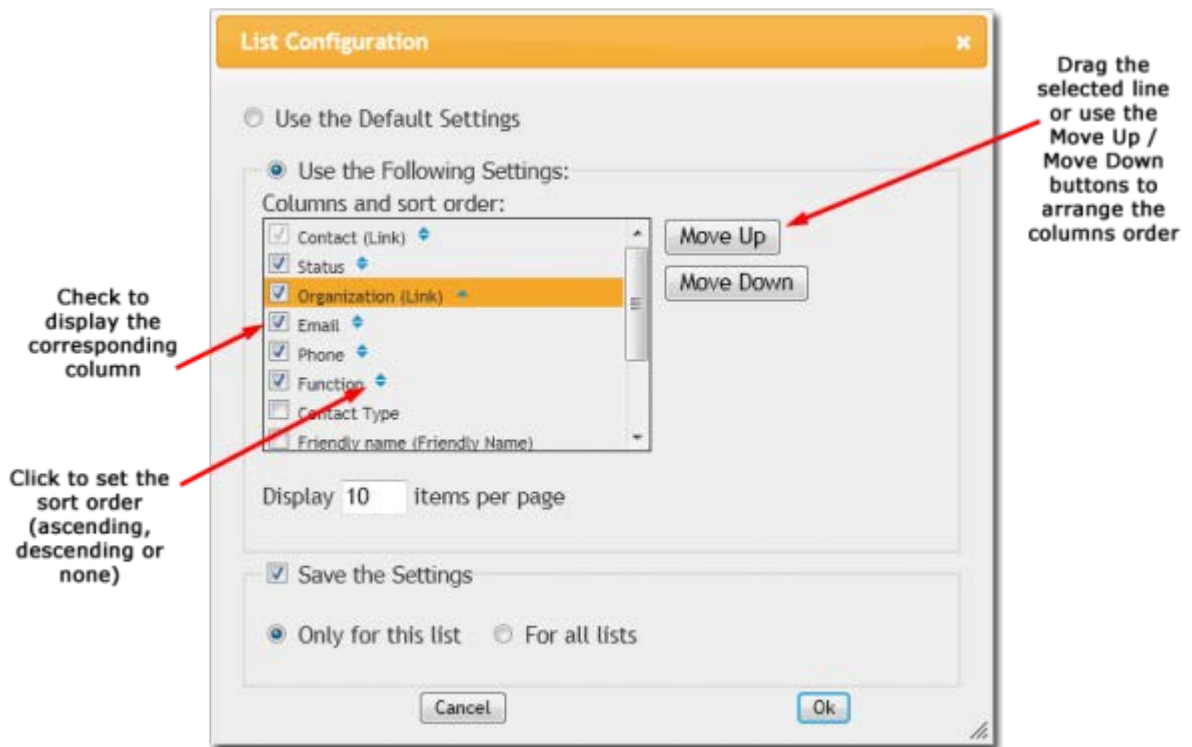 List Configuration
Use the Default Settings
Use the Following Settings:
Columns and sort order:
Contact (Link)
Status
Organization (Link)
Email
Phone
Function
Contact Type
Friendly name (Friendly Name)
Move Up
Move Down
Display 10 items per page
Save the Settings
Only for this list
For all lists
Cancel
Ok
Drag the
selected line
or use the
Move Up /
Move Down
buttons to
arrange the
columns order
Check to
display the
corresponding
column
Click to set the
sort order
(ascending,
descending or
none)